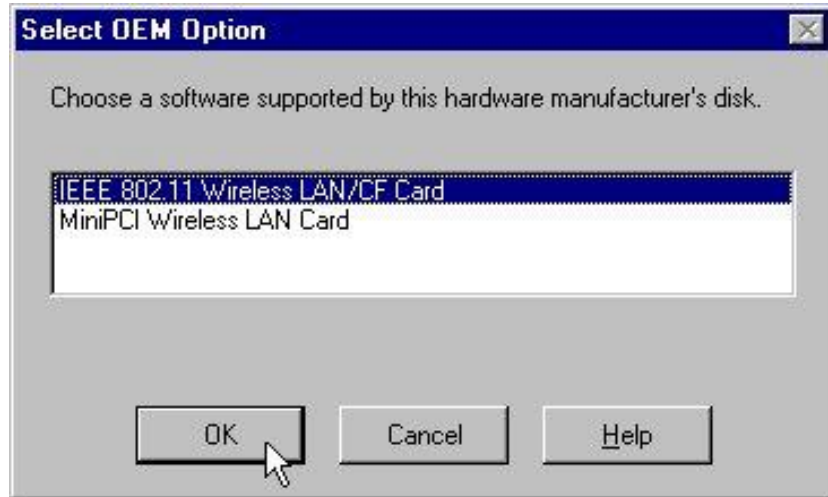 Select OEM Option
Choose a software supported by this hardware manufacturer's disk.
IEEE 802.11 Wireless LAN/CF Card
MiniPCI Wireless LAN Card
OK Cancel Help